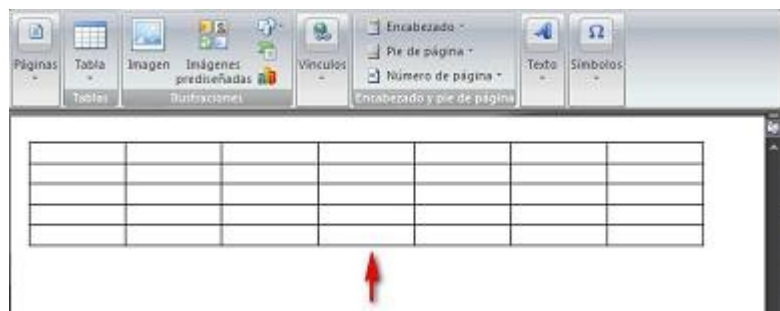 Páginas
Tabla
Tablas
Imagen
Imágenes
prediseñadas
Ilustraciones
Vínculos
Encabezado
Pie de página
Número de página
Encabezado y pie de página
Texto
Símbolos